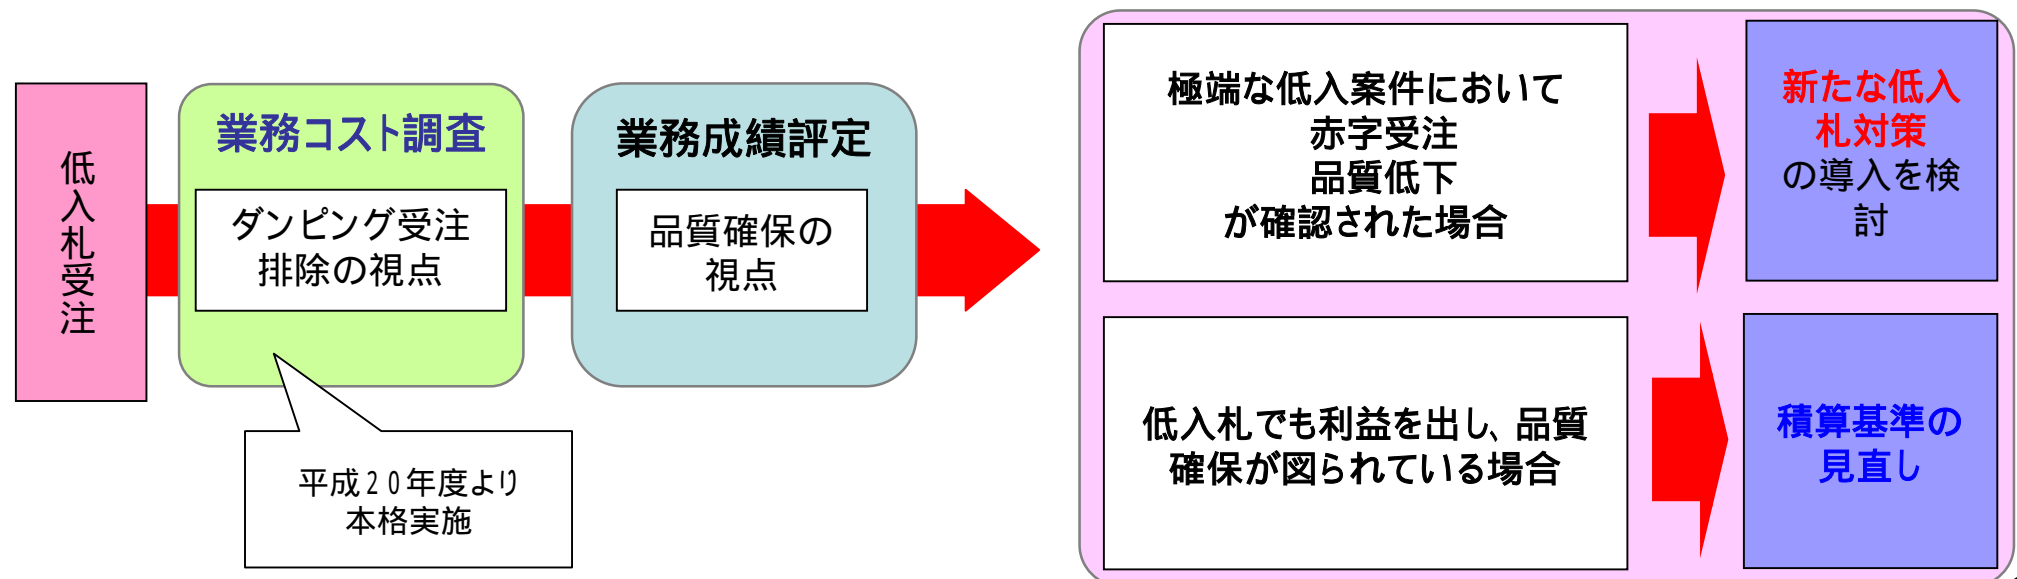 低入札受注
業務コスト調査
ダンピング受注
排除の視点
平成20年度より
本格実施
業務成績評定
品質確保の
視点
極端な低入案件において
赤字受注
品質低下
が確認された場合
新たな低入
札対策
の導入を検
討
低入札でも利益を出し、品質
確保が図られている場合
積算基準の
見直し